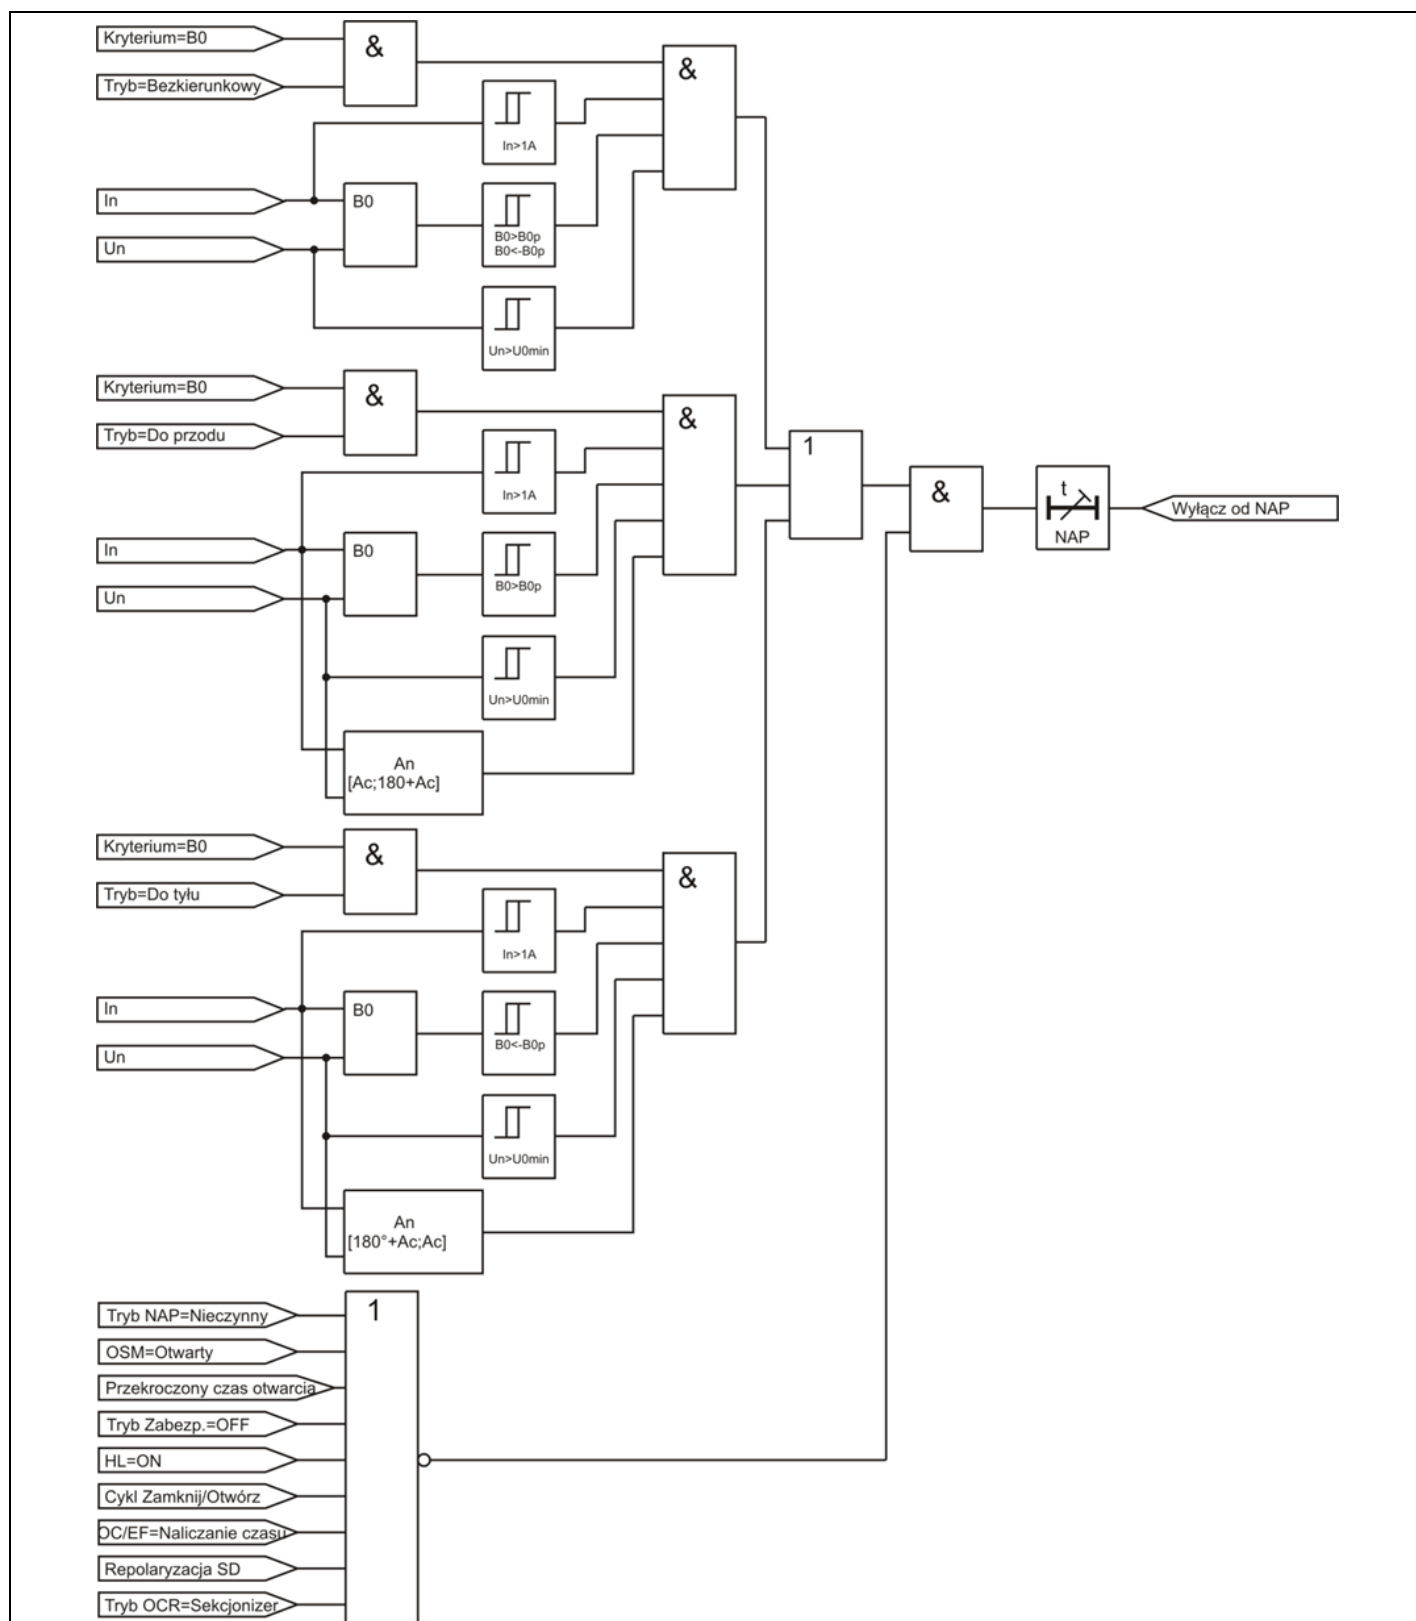 Kryterium=B0
&
Tryb=Bezkierunkowy
&
In>1A
In
B0
B0>B0p
B0<-B0p
Un
Un>U0min
Kryterium=B0
&
Tryb=Do przodu
&
In>1A
In
B0
B0>B0p
Un
Un>U0min
An
[Ac;180+Ac]
1
&
t
NAP
Wyłącz od NAP
Kryterium=B0
&
Tryb=Do tyłu
&
In>1A
In
B0
B0<-B0p
Un
Un>U0min
An
[180°+Ac;Ac]
1
Tryb NAP=Nieczynny
OSM=Otwarty
Przekroczony czas otwarcia
Tryb Zabezp.=OFF
HL=ON
Cykl Zamknij/Otwórz
OC/EF=Naliczanie czasu
Repolaryzacja SD
Tryb OCR=Sekcjonizer